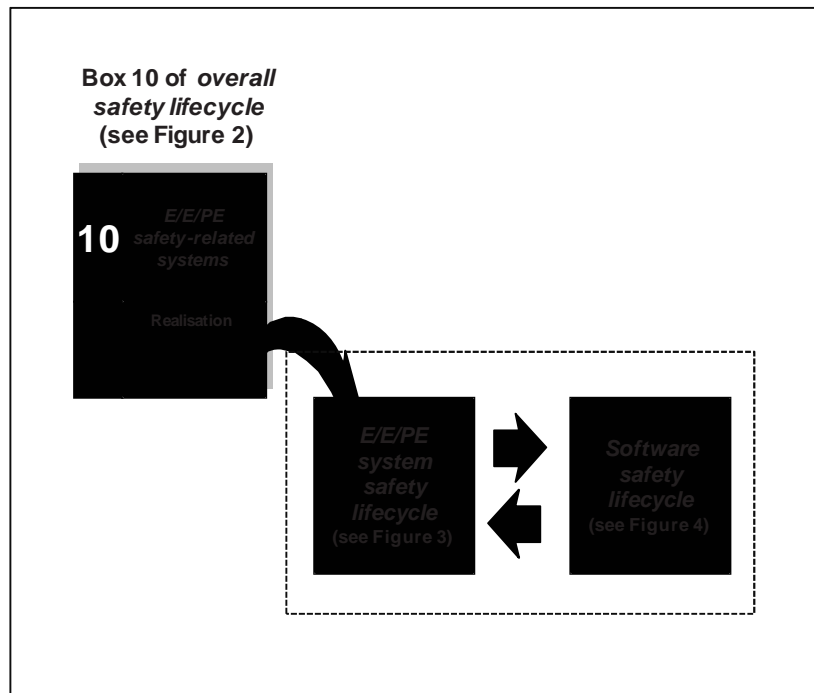 Box 10 of overall
safety lifecycle
(see Figure 2)
10
E/E/PE
safety-related
systems
Realisation
E/E/PE
system
safety
lifecycle
(see Figure 3)
Software
safety
lifecycle
(see Figure 4)